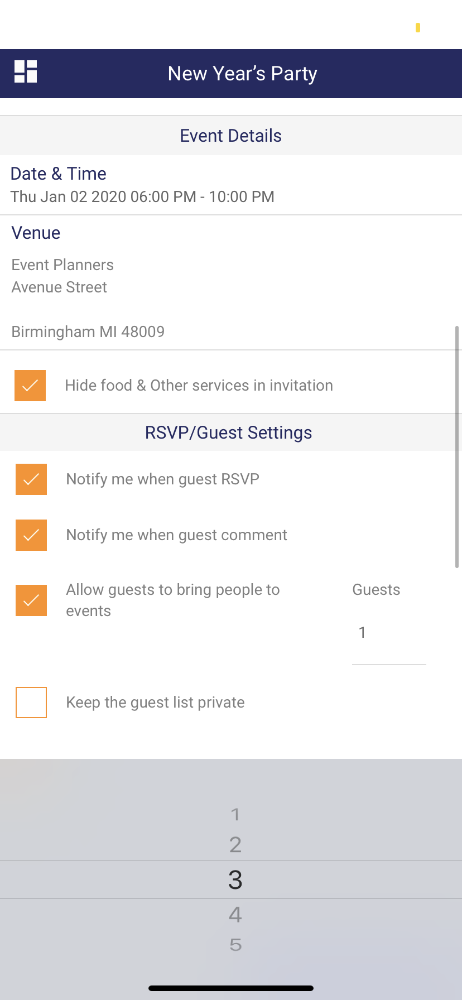 New Year’s Party
Event Details
Date & Time
Thu Jan 02 2020 06:00 PM - 10:00 PM
Venue
Event Planners
Avenue Street
Birmingham MI 48009
Hide food & Other services in invitation
RSVP/Guest Settings
Notify me when guest RSVP
Notify me when guest comment
Allow guests to bring people to
events
Guests
1
Keep the guest list private
1
2
3
4
5